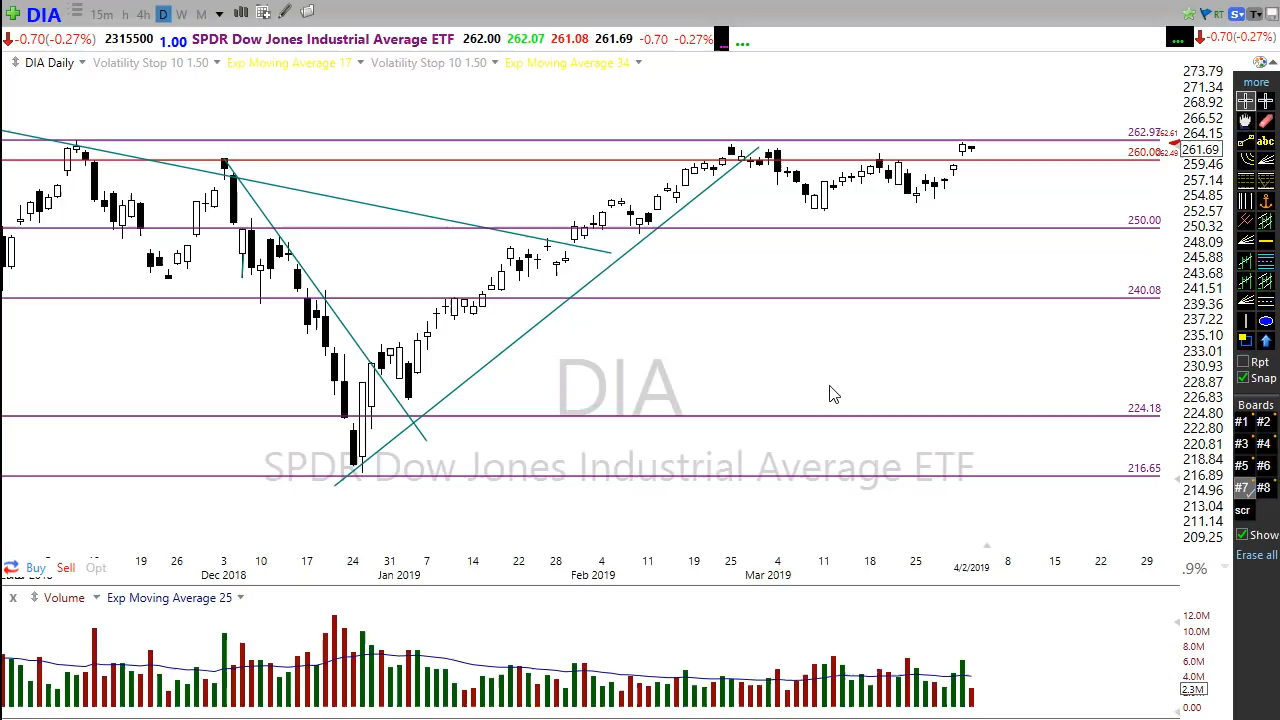 DIA 15m h 4h D W M RT S T
-0.70(-0.27%) 2315500 1.00 SPDR Dow Jones Industrial Average ETF 262.00 262.07 261.08 261.69 -0.70 -0.27% ... ... ... -0.70(-0.27%)
DIA Daily Volatility Stop 10 1.50 Exp Moving Average 17 Volatility Stop 10 1.50 Exp Moving Average 34
273.79
271.34
268.92
266.52
264.15
261.69
259.46
257.14
254.85
252.57
250.32
248.09
245.88
243.68
241.51
239.36
237.22
235.10
233.01
230.93
228.87
226.83
224.80
222.80
220.81
218.84
216.69
214.96
213.04
211.14
209.25
262.97
262.61
260.00
262.49
250.00
240.08
224.18
216.65
DIA
SPDR Dow Jones Industrial Average ETF
more
abc
Rpt
Snap
Boards
#1 #2
#3 #4
#5 #6
#7 #8
scr
Show
Erase all
Buy Sell Opt
19 26 3 10 17 24 31 7 14 22 28 4 11 19 25 4 11 18 25 8 15 22 29
Dec 2018 Jan 2019 Feb 2019 Mar 2019 4/2/2019
.9%
X Volume Exp Moving Average 25
12.0M
10.0M
8.0M
6.0M
4.0M
2.3M
0.00